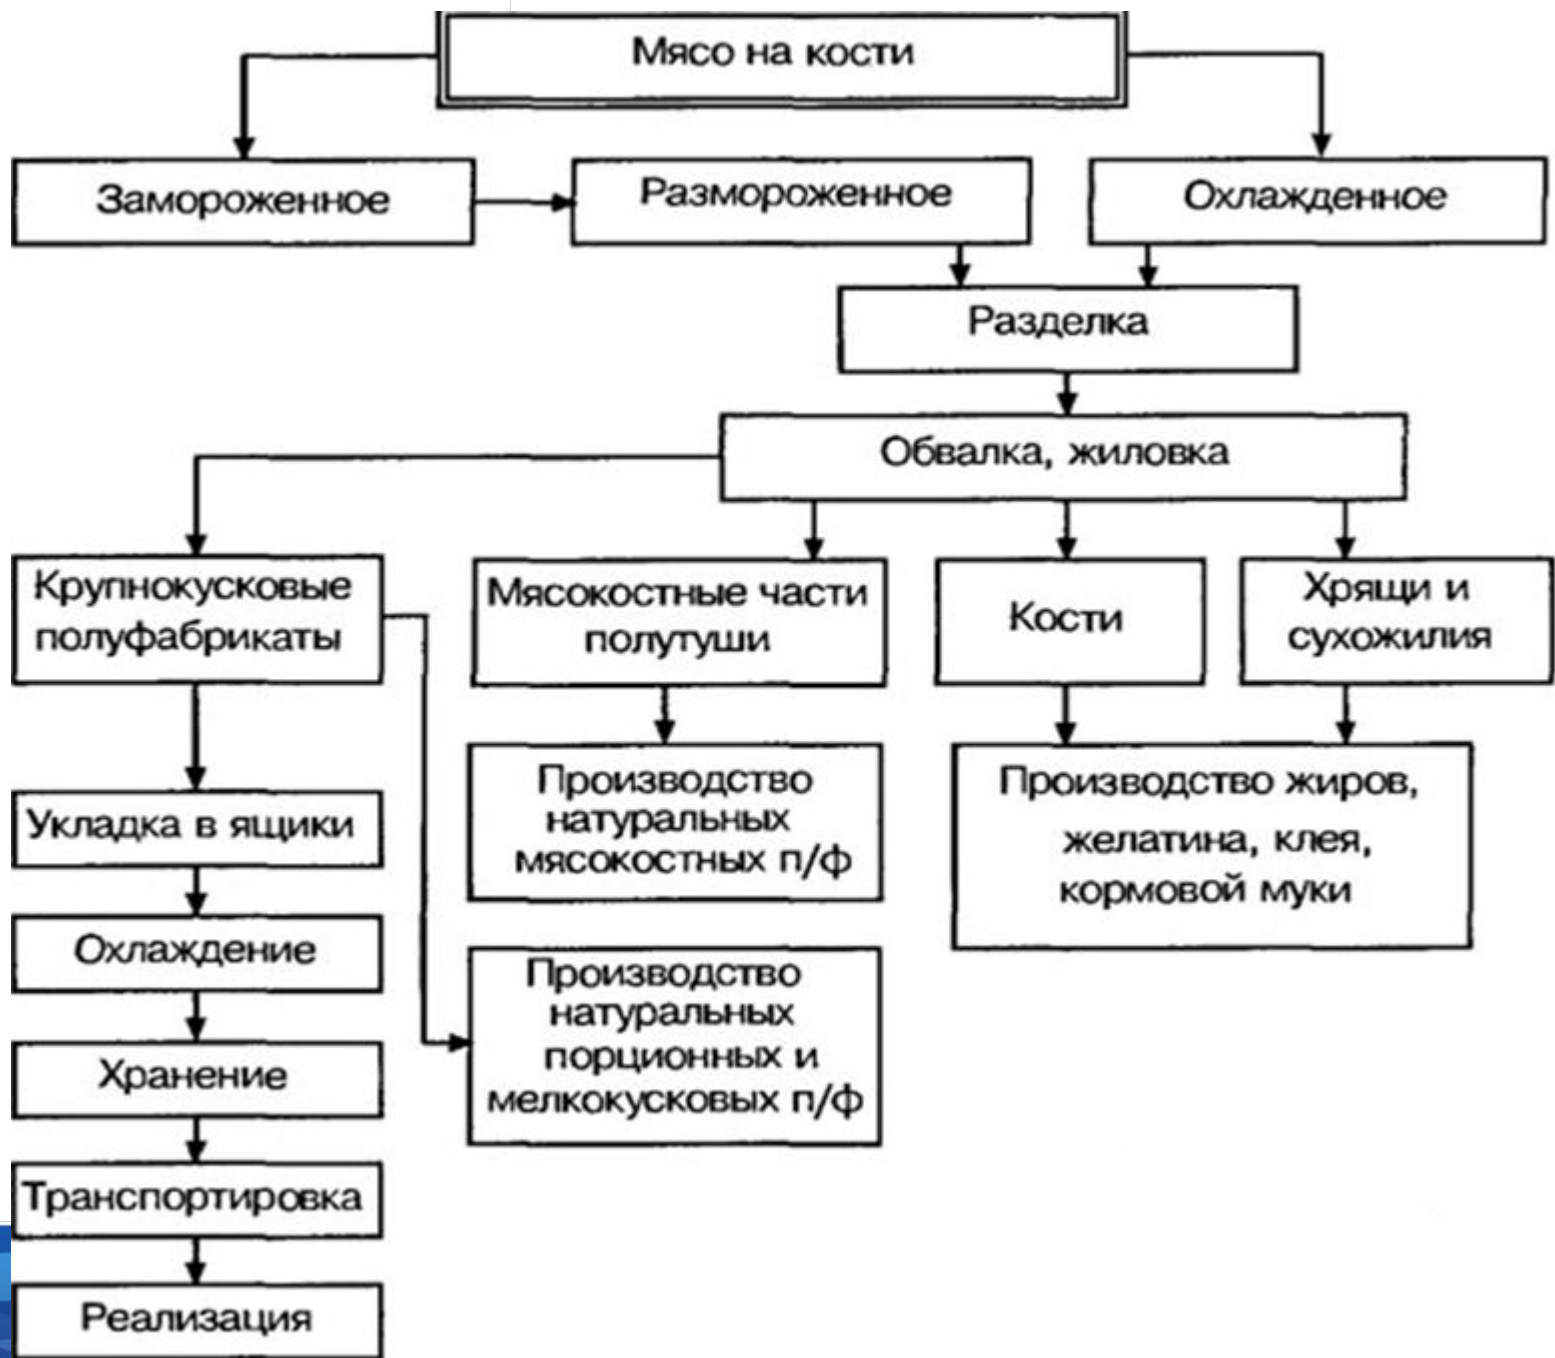 Мясо на кости
Замороженное
Размороженное
Охлажденное
Разделка
Обвалка, жиловка
Крупнокусковые
полуфабрикаты
Мясокостные части
полутуши
Кости
Хрящи и
сухожилия
Производство
натуральных
мясокостных п/ф
Производство жиров,
желатина, клея,
кормовой муки
Укладка в ящики
Охлаждение
Производство
натуральных
порционных и
мелкокусковых п/ф
Хранение
Транспортировка
Реализация